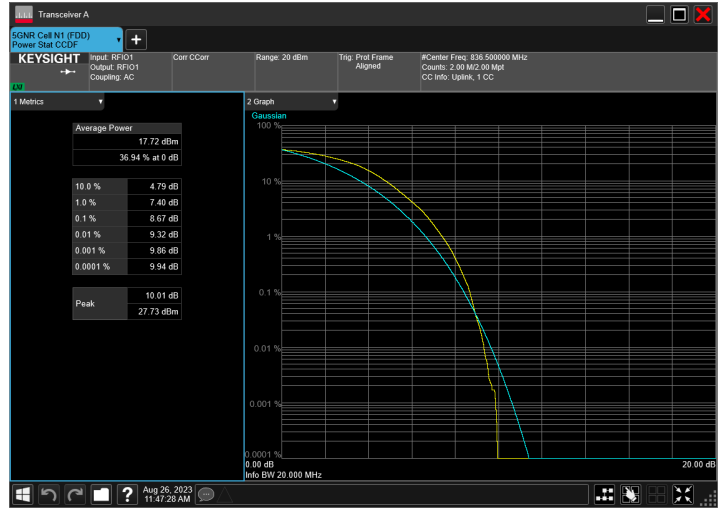 Transceiver A
5GNR Cell N1 (FDD)
Power Stat CCDF
KEYSIGHT
LXI
Input: RFIO1
Output: RFIO1
Coupling: AC
Corr CCorr
Range: 20 dBm
Trig: Prot Frame
Aligned
#Center Freq: 836.500000 MHz
Counts: 2.00 M/2.00 Mpt
CC Info: Uplink, 1 CC
1 Metrics
Average Power
17.72 dBm
36.94 % at 0 dB
10.0 % 4.79 dB
1.0 % 7.40 dB
0.1 % 8.67 dB
0.01 % 9.32 dB
0.001 % 9.86 dB
0.0001 % 9.94 dB
Peak
10.01 dB
27.73 dBm
2 Graph
Gaussian
100 %
10 %
1 %
0.1 %
0.01 %
0.001 %
0.0001 %
0.00 dB
20.00 dB
Info BW 20.000 MHz
?
Aug 26, 2023
11:47:28 AM